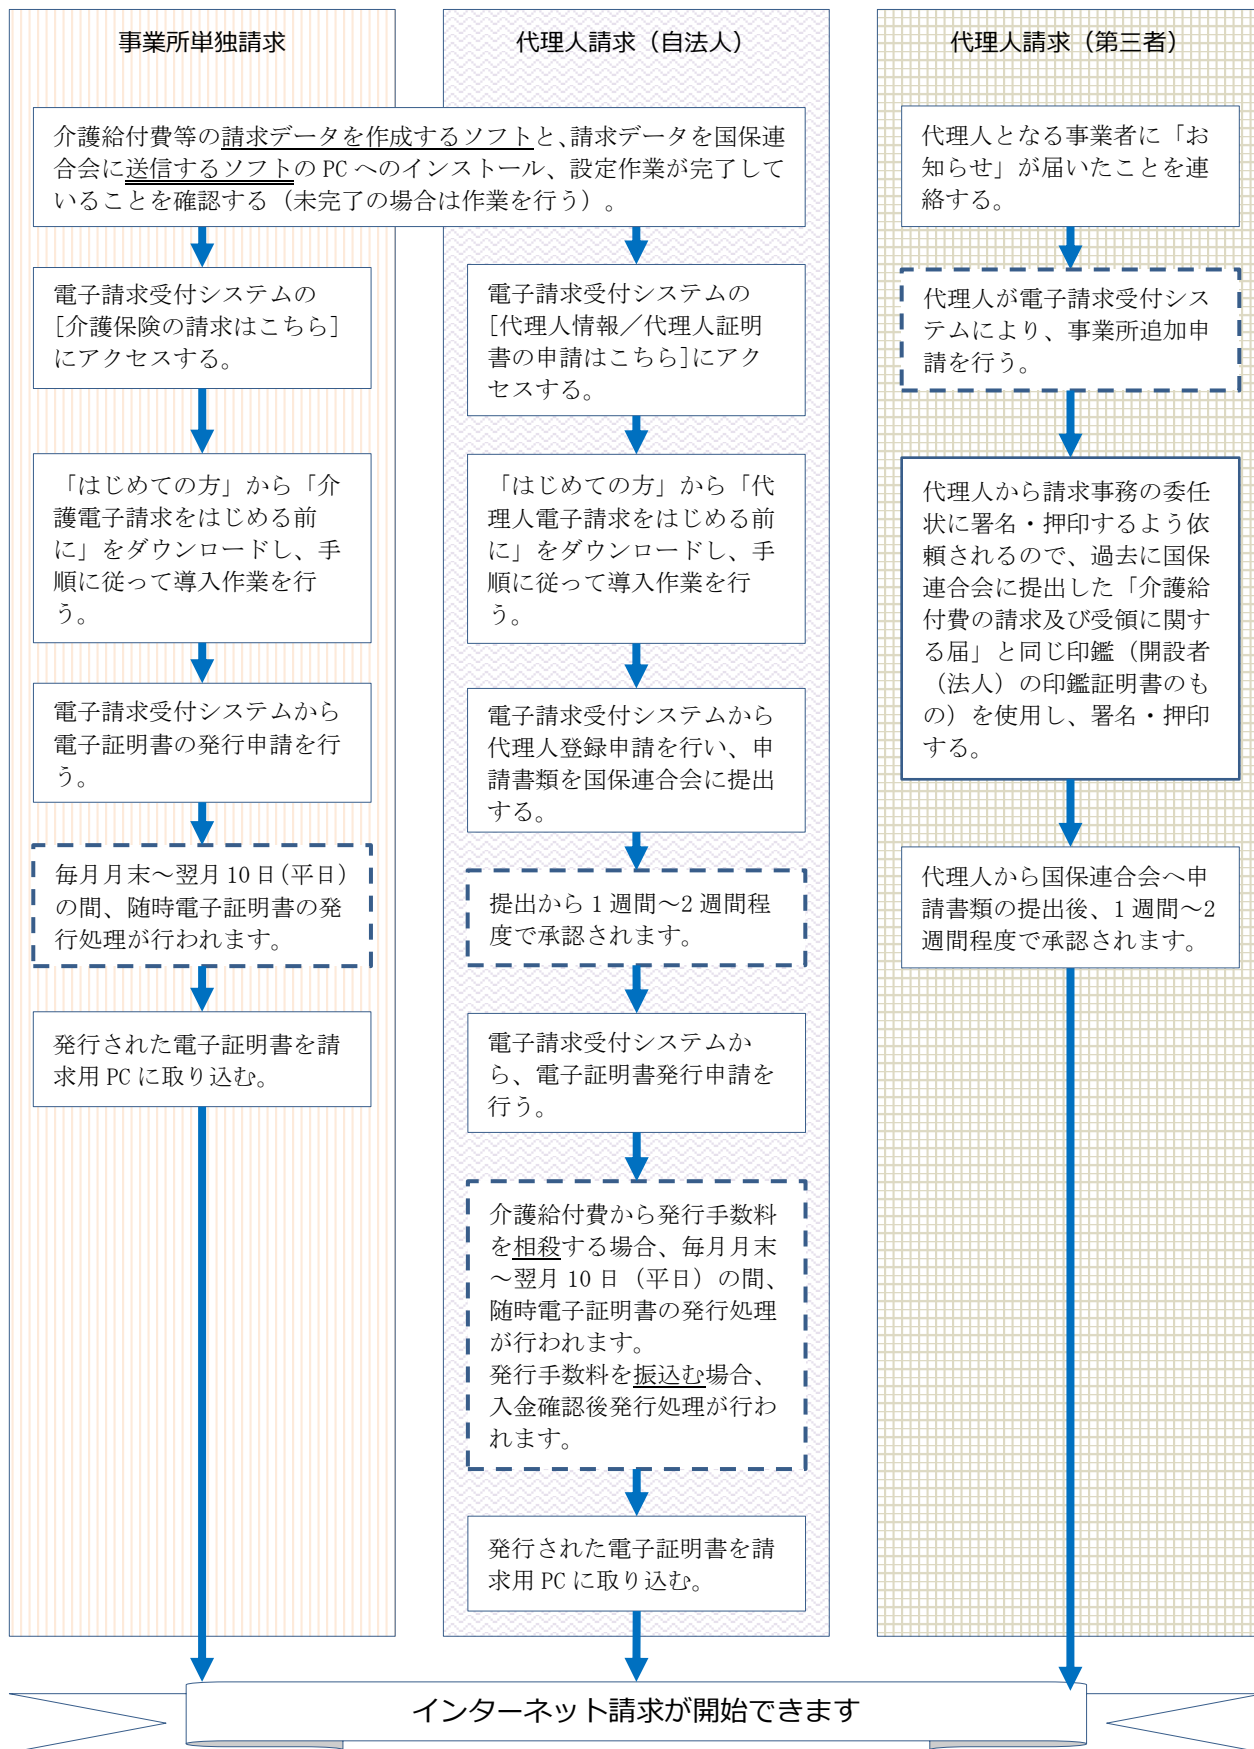 事業所単独請求
代理人請求（自法人）
代理人請求（第三者）
介護給付費等の請求データを作成するソフトと、請求データを国保連
合会に送信するソフトの PC へのインストール、設定作業が完了して
いることを確認する（未完了の場合は作業を行う）。
電子請求受付システムの
[介護保険の請求はこちら]
にアクセスする。
「はじめての方」から「介
護電子請求をはじめる前
に」をダウンロードし、手
順に従って導入作業を行
う。
電子請求受付システムから
電子証明書の発行申請を行
う。
毎月月末～翌月 10 日(平日)
の間、随時電子証明書の発
行処理が行われます。
発行された電子証明書を請
求用 PC に取り込む。
電子請求受付システムの
[代理人情報／代理人証明
書の申請はこちら]にアク
セスする。
「はじめての方」から「代
理人電子請求をはじめる前
に」をダウンロードし、手
順に従って導入作業を行
う。
電子請求受付システムから
代理人登録申請を行い、申
請書類を国保連合会に提出
する。
提出から 1 週間～2 週間程
度で承認されます。
電子請求受付システムか
ら、電子証明書発行申請を
行う。
介護給付費から発行手数料
を相殺する場合、毎月月末
～翌月 10 日（平日）の間、
随時電子証明書の発行処理
が行われます。
発行手数料を振込む場合、
入金確認後発行処理が行わ
れます。
発行された電子証明書を請
求用 PC に取り込む。
代理人となる事業者に「お
知らせ」が届いたことを連
絡する。
代理人が電子請求受付シス
テムにより、事業所追加申
請を行う。
代理人から請求事務の委任
状に署名・押印するよう依
頼されるので、過去に国保
連合会に提出した「介護給
付費の請求及び受領に関す
る届」と同じ印鑑（開設者
（法人）の印鑑証明書のも
の）を使用し、署名・押印
する。
代理人から国保連合会へ申
請書類の提出後、1 週間～2
週間程度で承認されます。
インターネット請求が開始できます